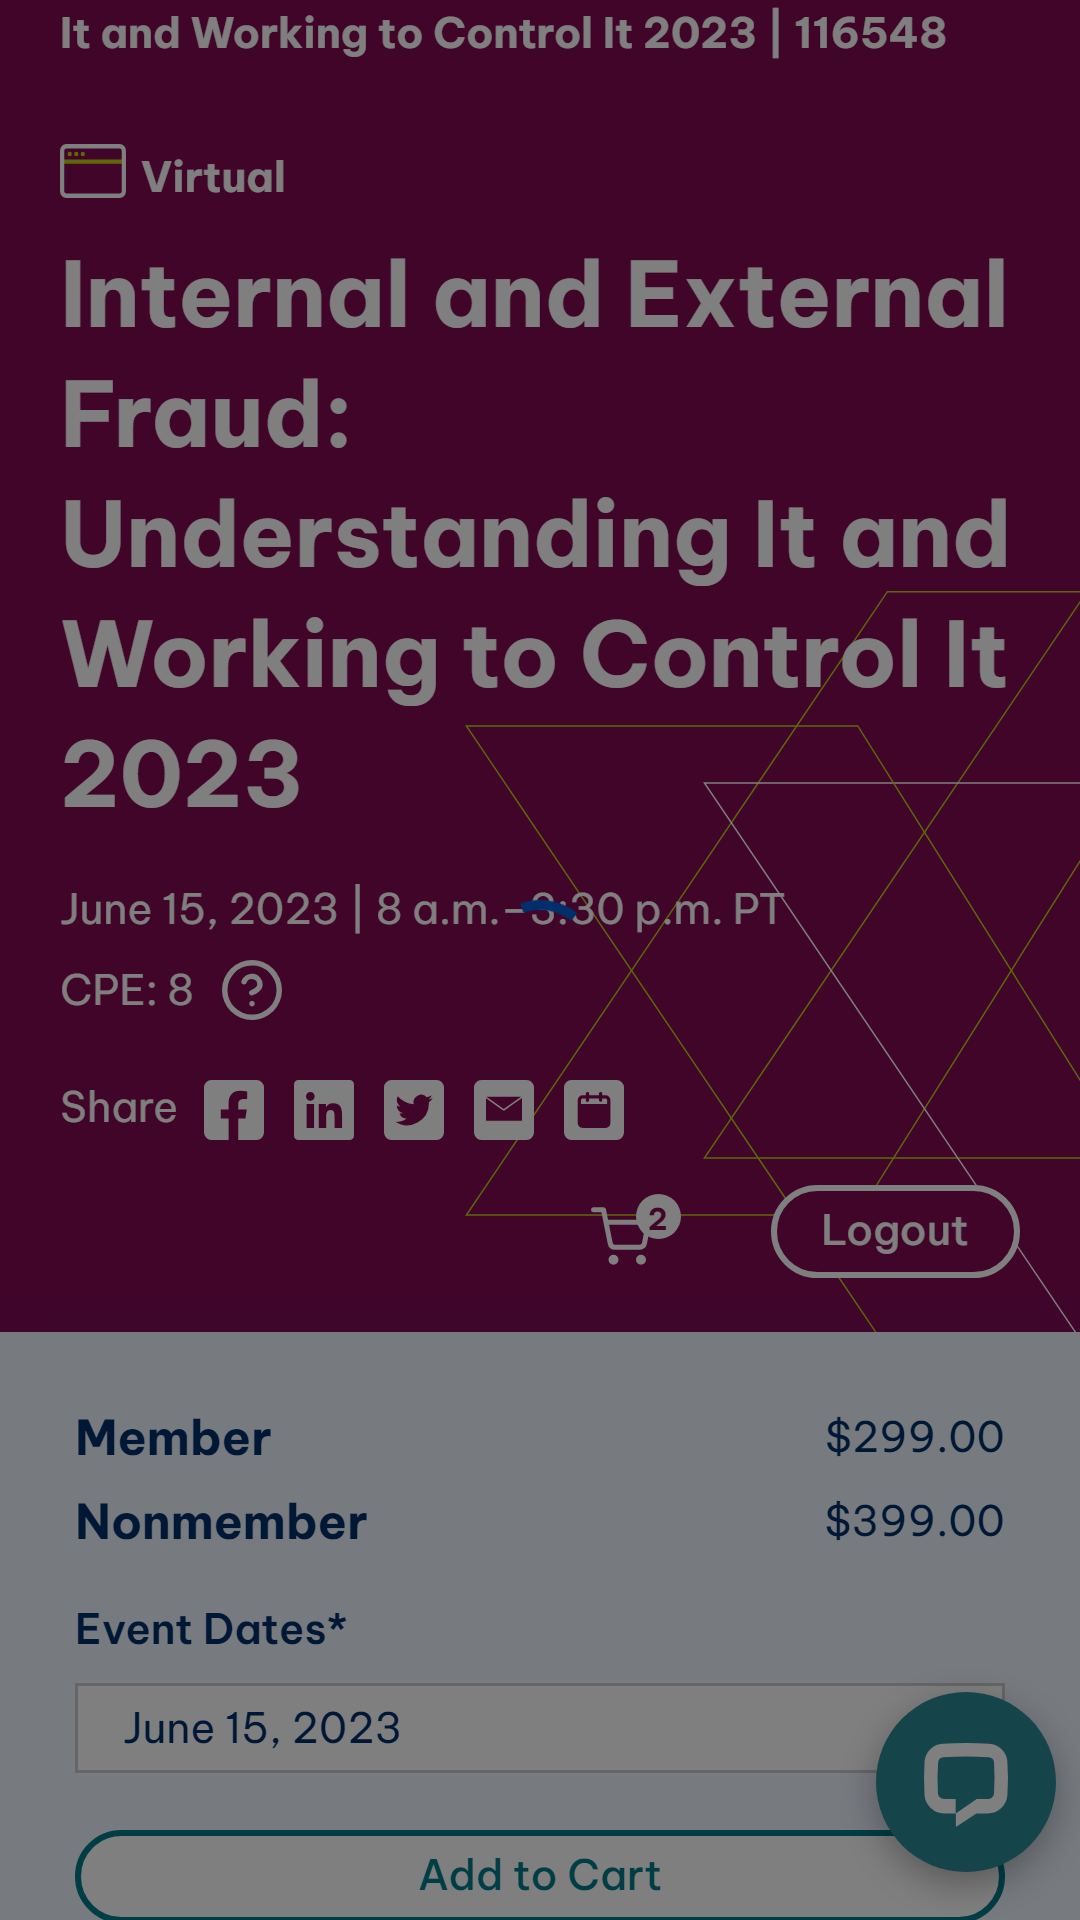 It and Working to Control It 2023 | 116548
Virtual
Internal and External
Fraud:
Understanding It and
Working to Control It
2023
June 15, 2023 | 8 a.m.–3:30 p.m. PT
CPE: 8 ?
Share
2
Logout
Member $299.00
Nonmember $399.00
Event Dates*
June 15, 2023
Add to Cart